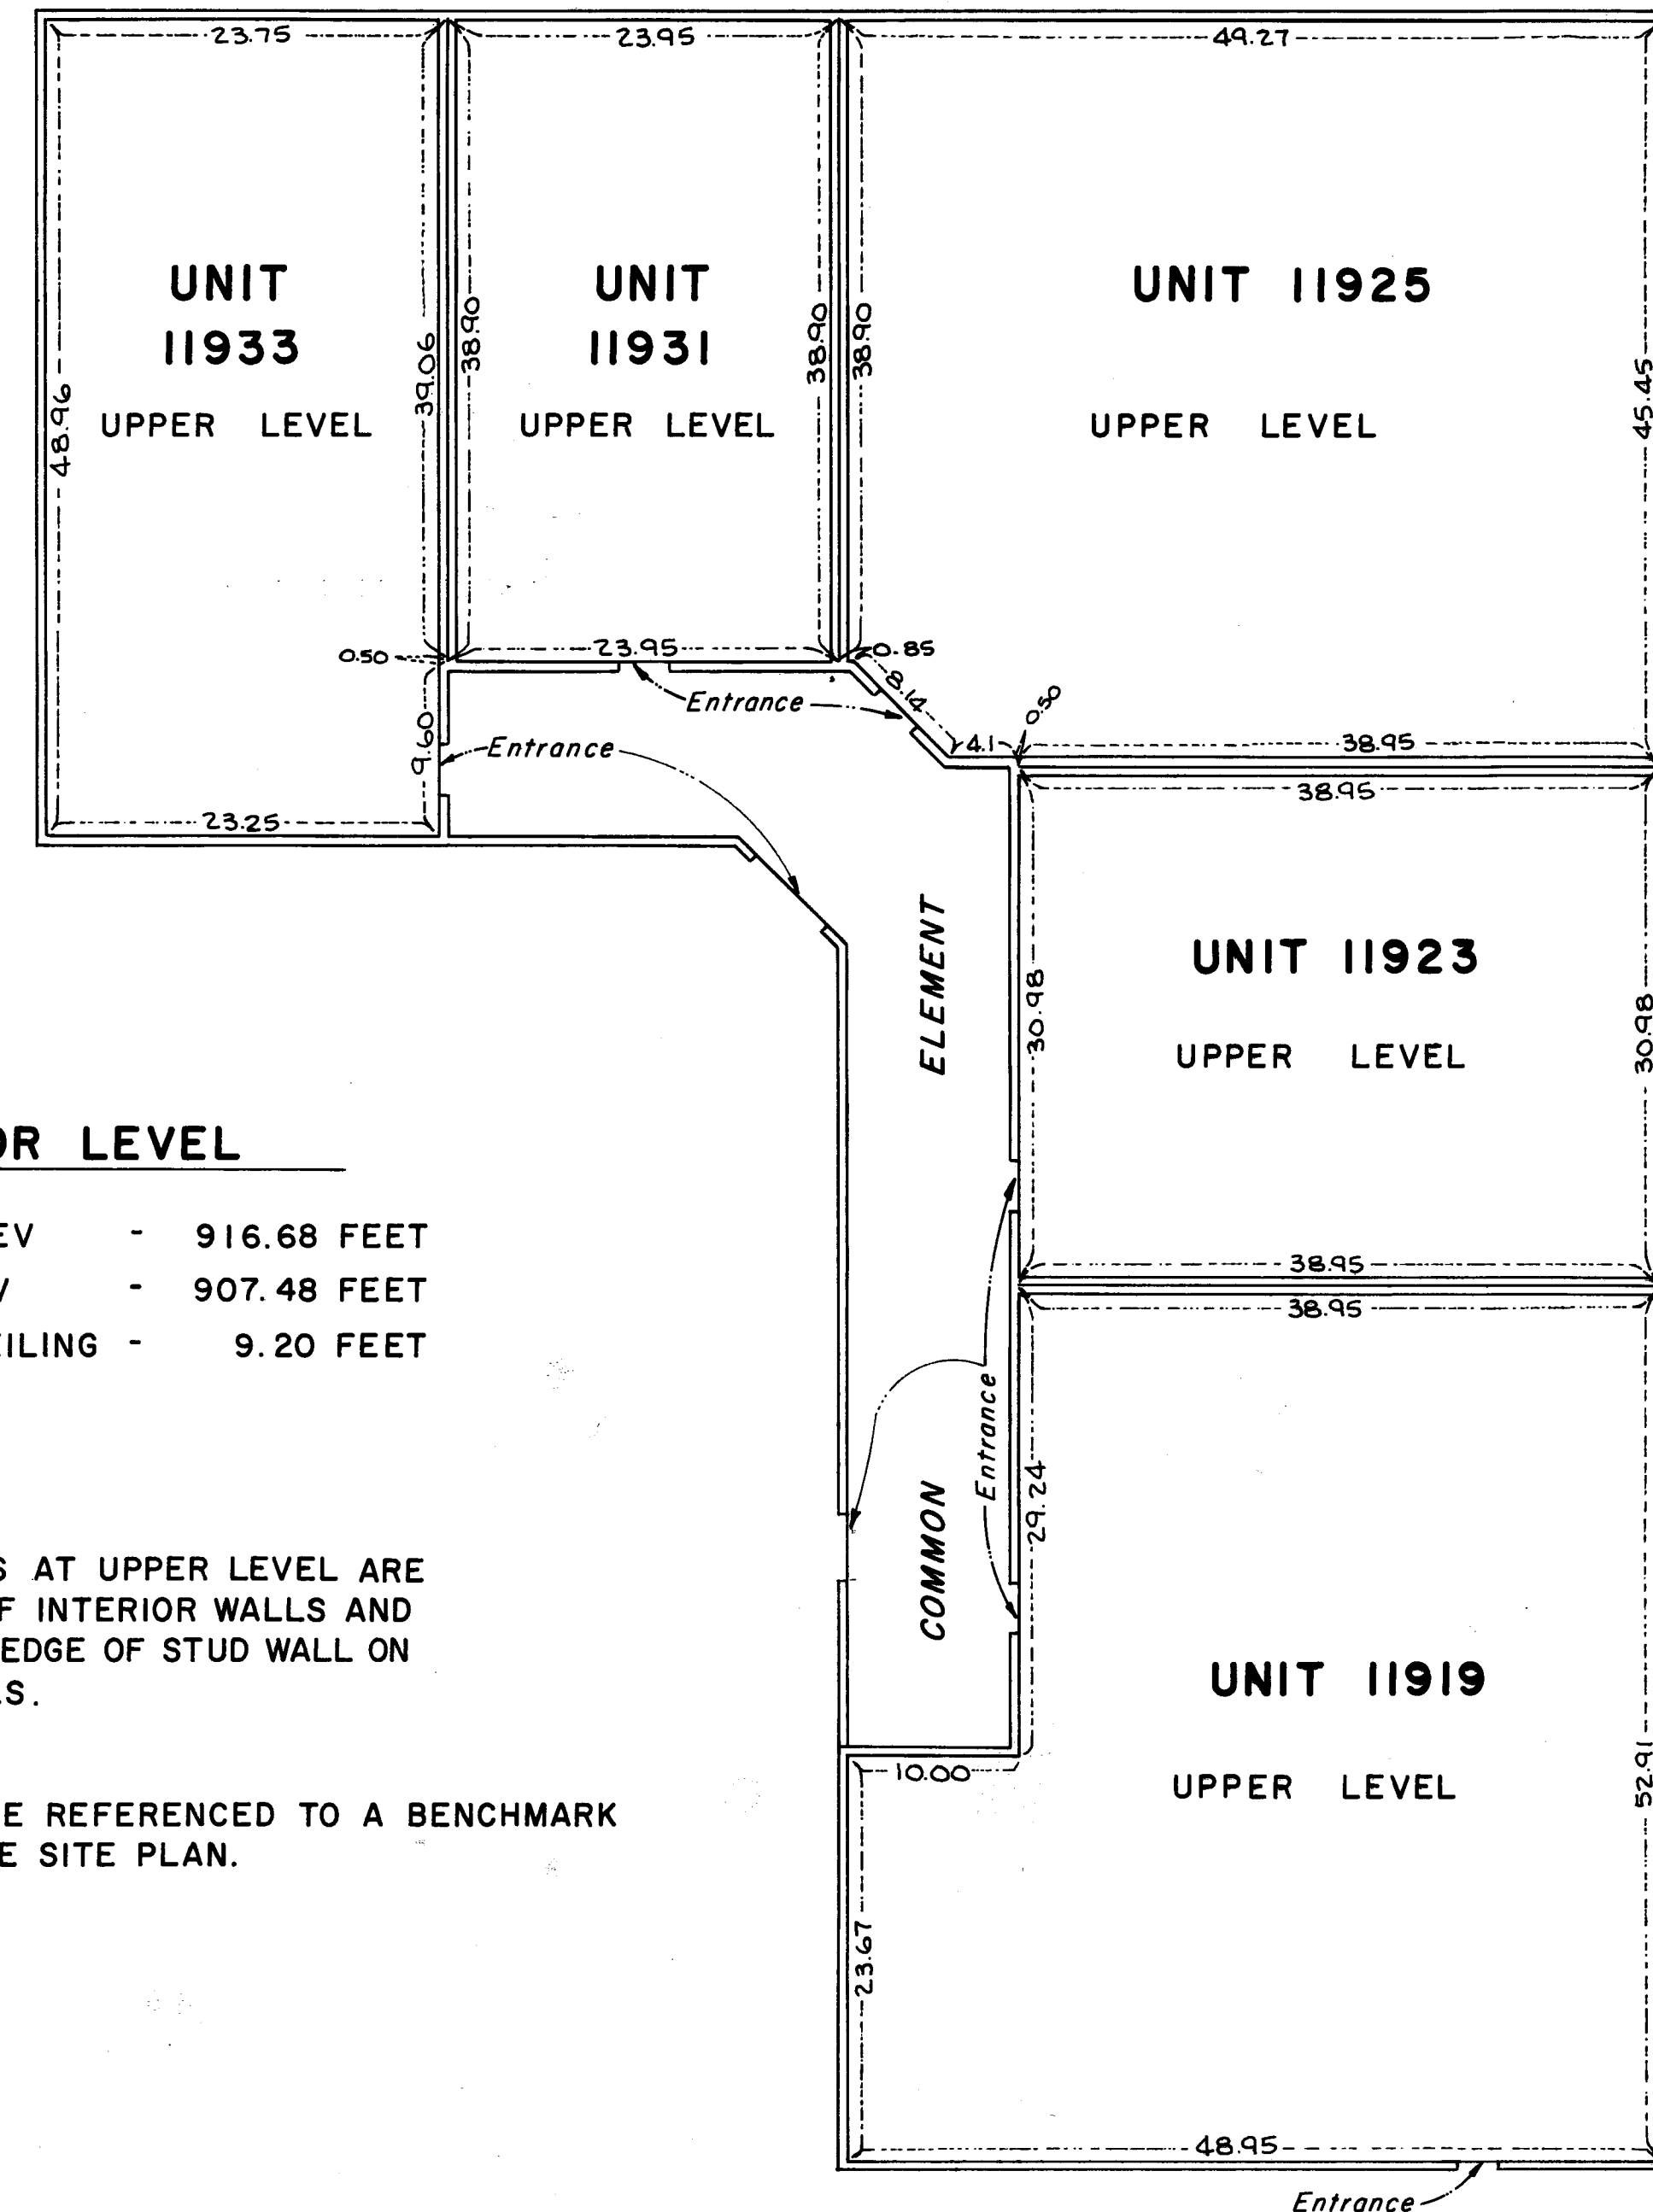 23.75
23.95
49.27
UNIT
11933
UPPER LEVEL
48.96
39.06
38.90
UNIT
11931
UPPER LEVEL
38.90
38.90
UNIT 11925
UPPER LEVEL
45.45
0.50
23.95
0.85
8.14
4.1
0.50
38.95
Entrance
Entrance
9.60
23.25
38.95
ELEMENT
30.98
UNIT 11923
UPPER LEVEL
30.98
38.95
38.95
OR LEVEL
EV - 916.68 FEET
V - 907.48 FEET
EILING - 9.20 FEET
Entrance
COMMON
29.24
S AT UPPER LEVEL ARE
F INTERIOR WALLS AND
EDGE OF STUD WALL ON
LS.
UNIT 11919
UPPER LEVEL
52.91
10.00
E REFERENCED TO A BENCHMARK
E SITE PLAN.
23.67
48.95
Entrance